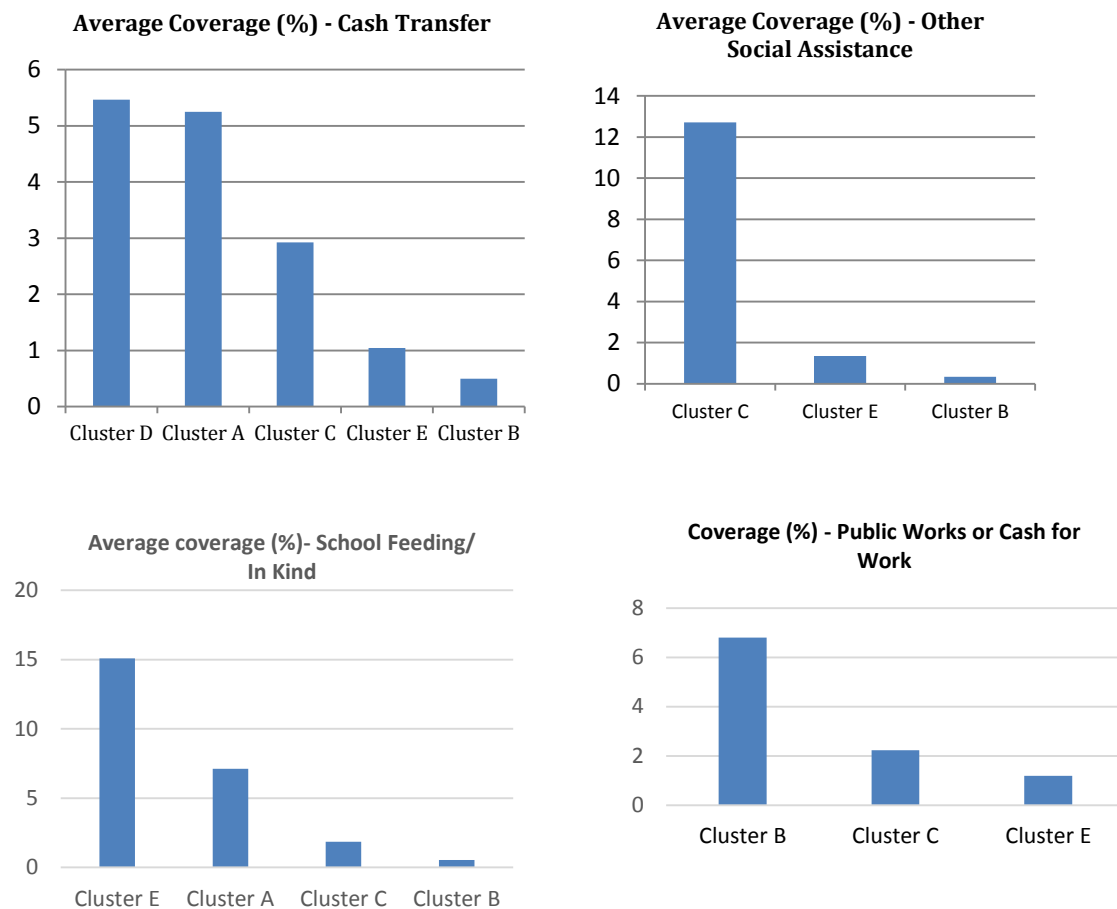 Average Coverage (%) - Cash Transfer
6
5
4
3
2
1
0
Cluster D Cluster A Cluster C Cluster E Cluster B
Average Coverage (%) - Other
Social Assistance
14
12
10
8
6
4
2
0
Cluster C Cluster E Cluster B
Average coverage (%)- School Feeding/
In Kind
20
15
10
5
0
Cluster E Cluster A Cluster C Cluster B
Coverage (%) - Public Works or Cash for
Work
8
6
4
2
0
Cluster B Cluster C Cluster E